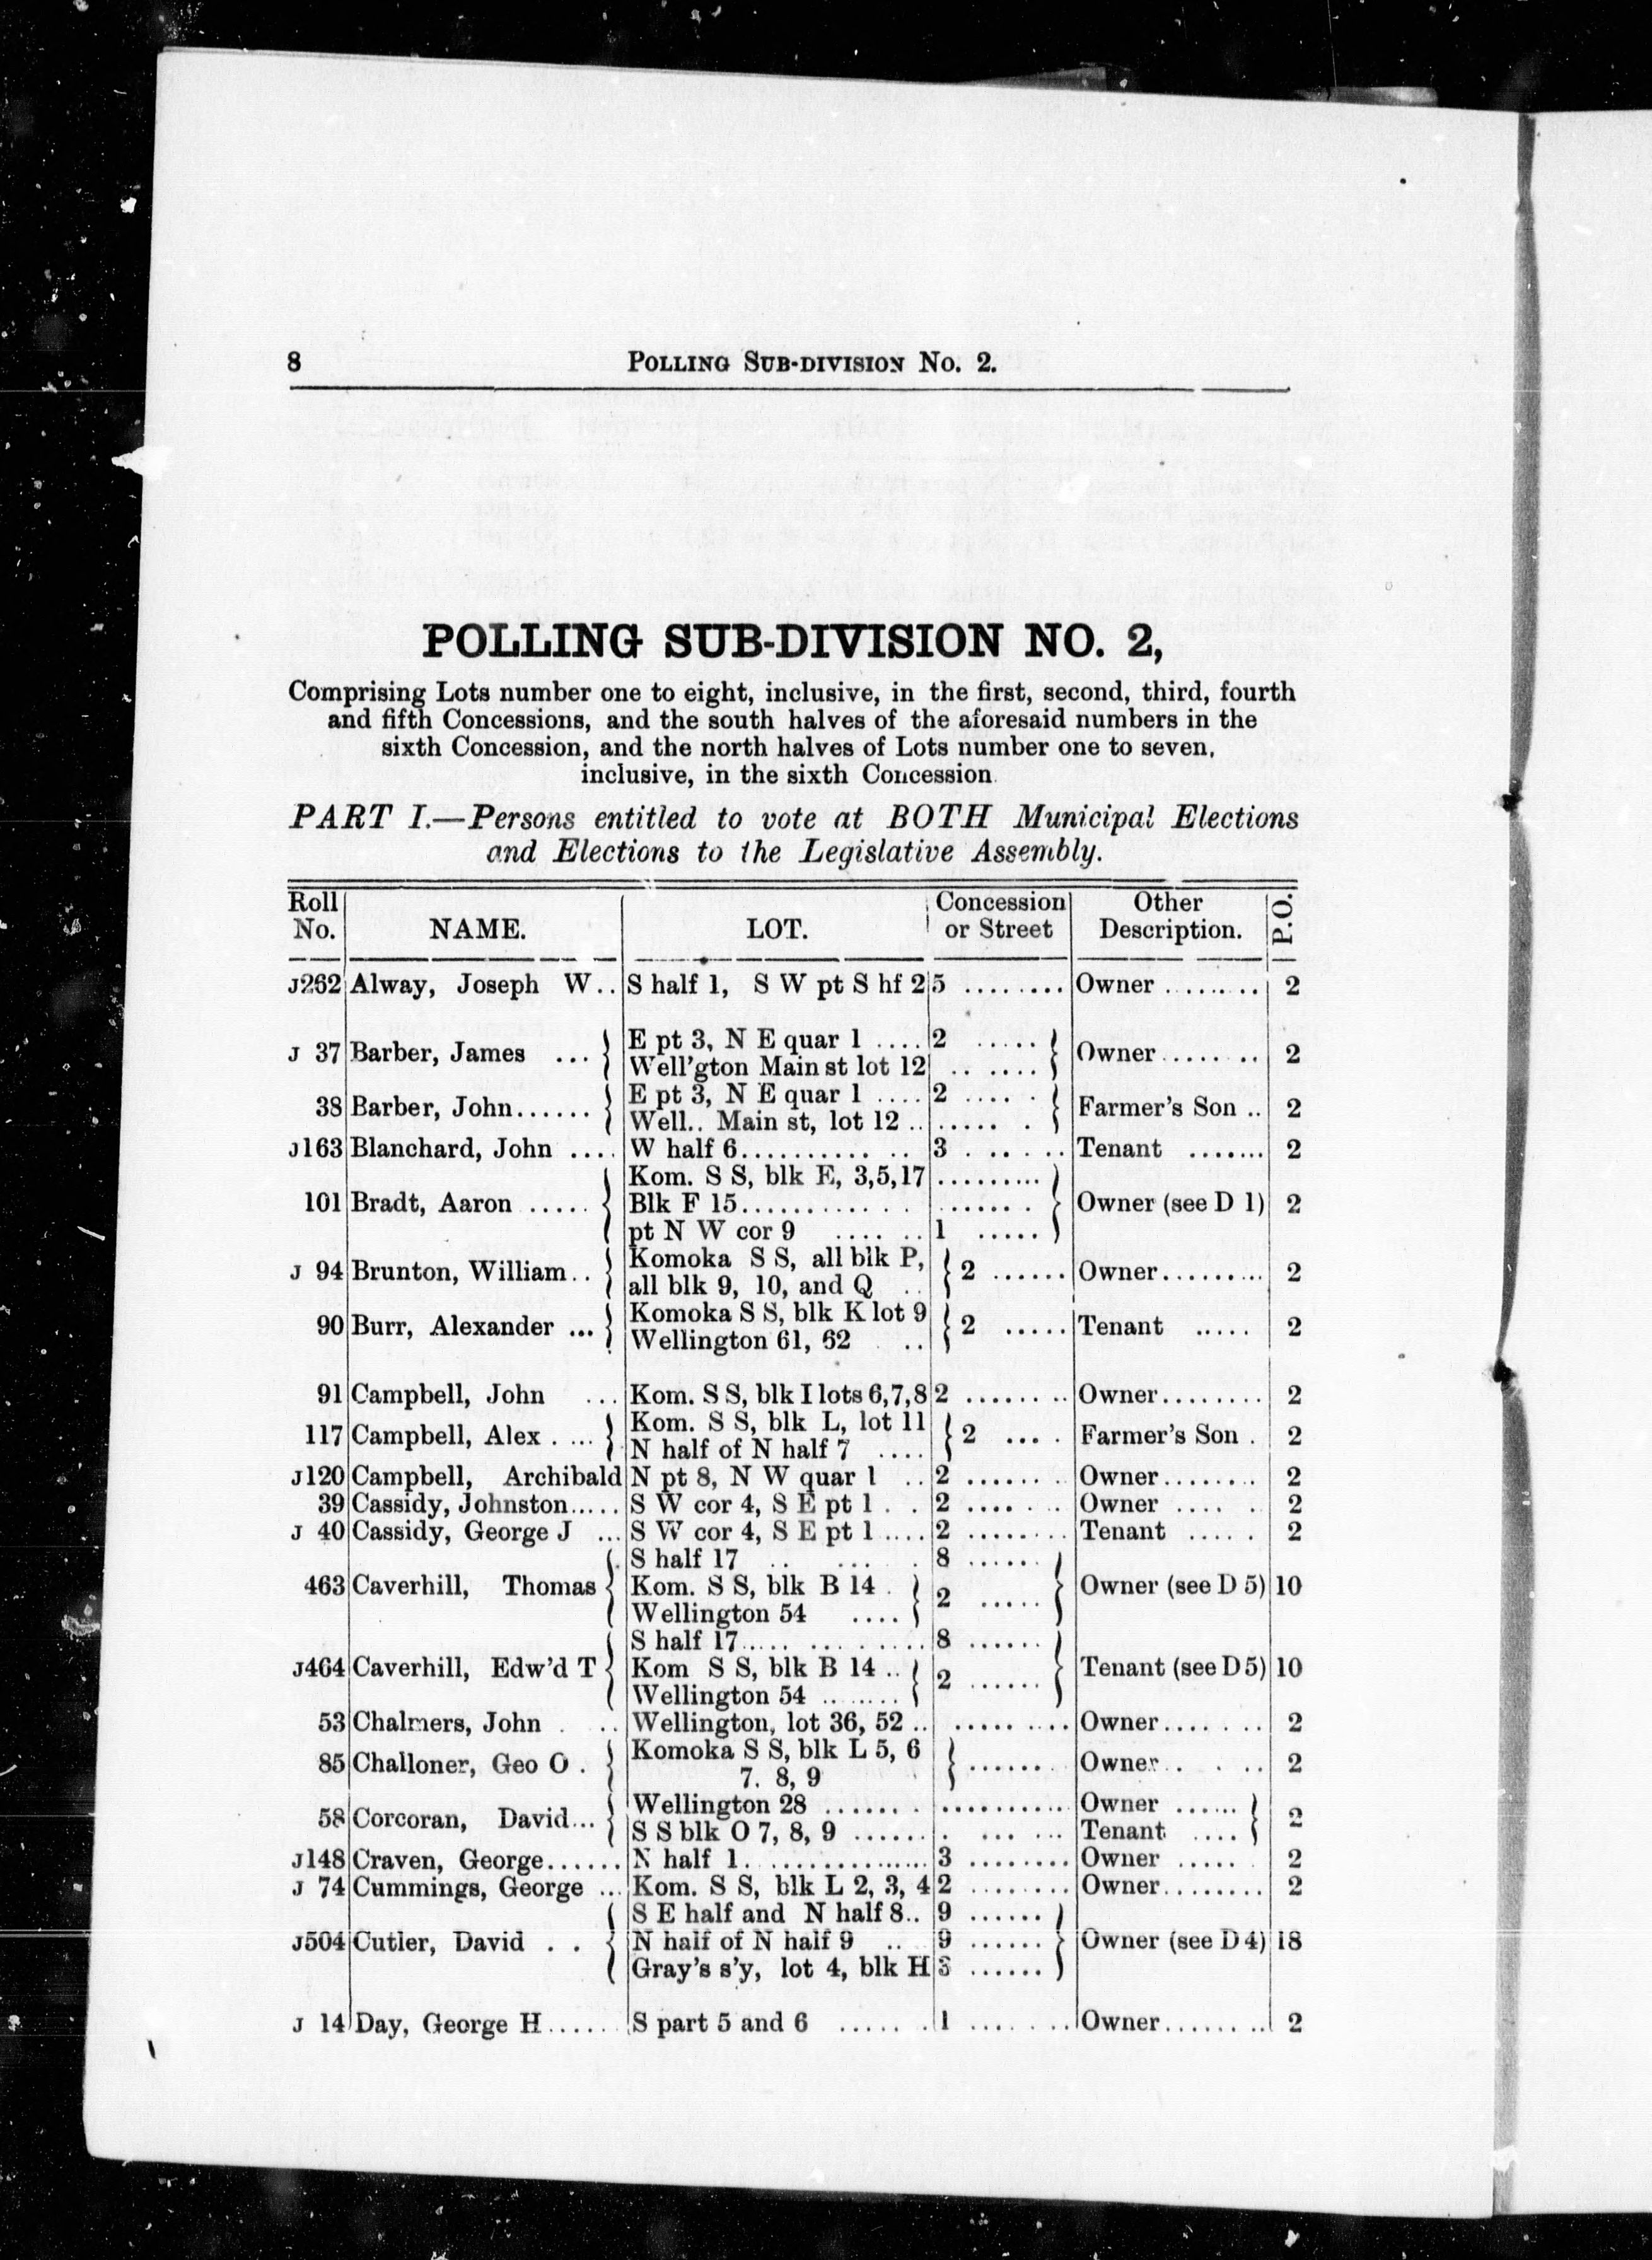 8 POLLING SUB-DIVISION NO. 2.
POLLING SUB-DIVISION NO. 2,
Comprising Lots number one to eight, inclusive, in the first, second, third, fourth
and fifth Concessions, and the south halves of the aforesaid numbers in the
sixth Concession, and the north halves of Lots number one to seven,
inclusive, in the sixth Concession.
PART I.—Persons entitled to vote at BOTH Municipal Elections
and Elections to the Legislative Assembly.
Roll No. NAME. LOT. Concession or Street Other Description. P.O.
J262 Alway, Joseph W.. S half 1, S W pt S hf 2 5 ........ Owner ........ 2
J 37 Barber, James ... E pt 3, N E quar 1 .... 2 ..... Owner ....... 2
Well'gton Main st lot 12 .. ....
38 Barber, John...... E pt 3, N E quar 1 .... 2 .... . Farmer's Son .. 2
Well.. Main st, lot 12 .. ..... .
J163 Blanchard, John .... W half 6.......... .. 3 . .. ... Tenant ....... 2
Kom. S S, blk E, 3,5,17 .........
101 Bradt, Aaron ..... Blk F 15............ ....... . Owner (see D 1) 2
pt N W cor 9 .... .. 1 .....
J 94 Brunton, William.. Komoka S S, all blk P, 2 ...... Owner......... 2
all blk 9, 10, and Q ..
90 Burr, Alexander ... Komoka S S, blk K lot 9 2 ..... Tenant ..... 2
Wellington 61, 62 ..
91 Campbell, John ... Kom. S S, blk I lots 6,7,8 2 ........ Owner........ 2
117 Campbell, Alex . ... Kom. S S, blk L, lot 11 2 ... . Farmer's Son . 2
N half of N half 7 ....
J120 Campbell, Archibald N pt 8, N W quar 1 .. 2 ....... Owner........ 2
39 Cassidy, Johnston..... S W cor 4, S E pt 1 . . 2 .... ... Owner .... . 2
J 40 Cassidy, George J ... S W cor 4, S E pt 1 .... 2 ........ Tenant ..... 2
S half 17 .. ... . 8 ......
463 Caverhill, Thomas Kom. S S, blk B 14 . 2 ..... Owner (see D 5) 10
Wellington 54 ....
S half 17..... ......... 8 ......
J464 Caverhill, Edw'd T Kom S S, blk B 14 .. 2 ...... Tenant (see D 5) 10
Wellington 54 ........
53 Chalmers, John . .. Wellington, lot 36, 52 .. ..... .... Owner....... 2
85 Challoner, Geo O . Komoka S S, blk L 5, 6 ....... Owner.. . .. 2
7. 8, 9
58 Corcoran, David... Wellington 28 ....... ........... Owner ...... 2
S S blk O 7, 8, 9 ...... . ... ... Tenant ....
J148 Craven, George...... N half 1. ............. 3 ........ Owner ..... . 2
J 74 Cummings, George ... Kom. S S, blk L 2, 3, 4 2 ........ Owner........ 2
S E half and N half 8.. 9 ......
J504 Cutler, David . . N half of N half 9 .. 9 ...... Owner (see D 4) 18
Gray's s'y, lot 4, blk H ......
J 14 Day, George H...... S part 5 and 6 ...... 1 ....... Owner........ 2